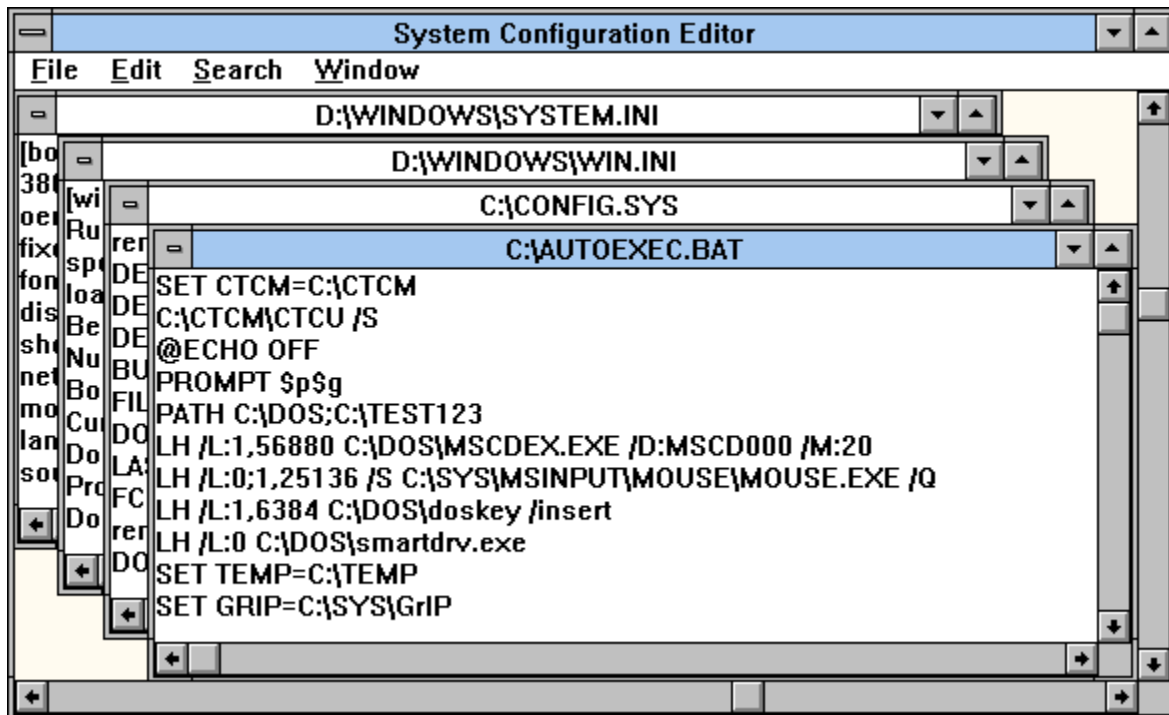 System Configuration Editor
File Edit Search Window
D:\WINDOWS\SYSTEM.INI
D:\WINDOWS\WIN.INI
C:\CONFIG.SYS
C:\AUTOEXEC.BAT
SET CTCM=C:\CTCM
C:\CTCM\CTCU /S
@ECHO OFF
PROMPT $p$g
PATH C:\DOS;C:\TEST123
LH /L:1,56880 C:\DOS\MSCDEX.EXE /D:MSCD000 /M:20
LH /L:0;1,25136 /S C:\SYS\MSINPUT\MOUSE\MOUSE.EXE /Q
LH /L:1,6384 C:\DOS\doskey /insert
LH /L:0 C:\DOS\smartdrv.exe
SET TEMP=C:\TEMP
SET GRIP=C:\SYS\GrIP